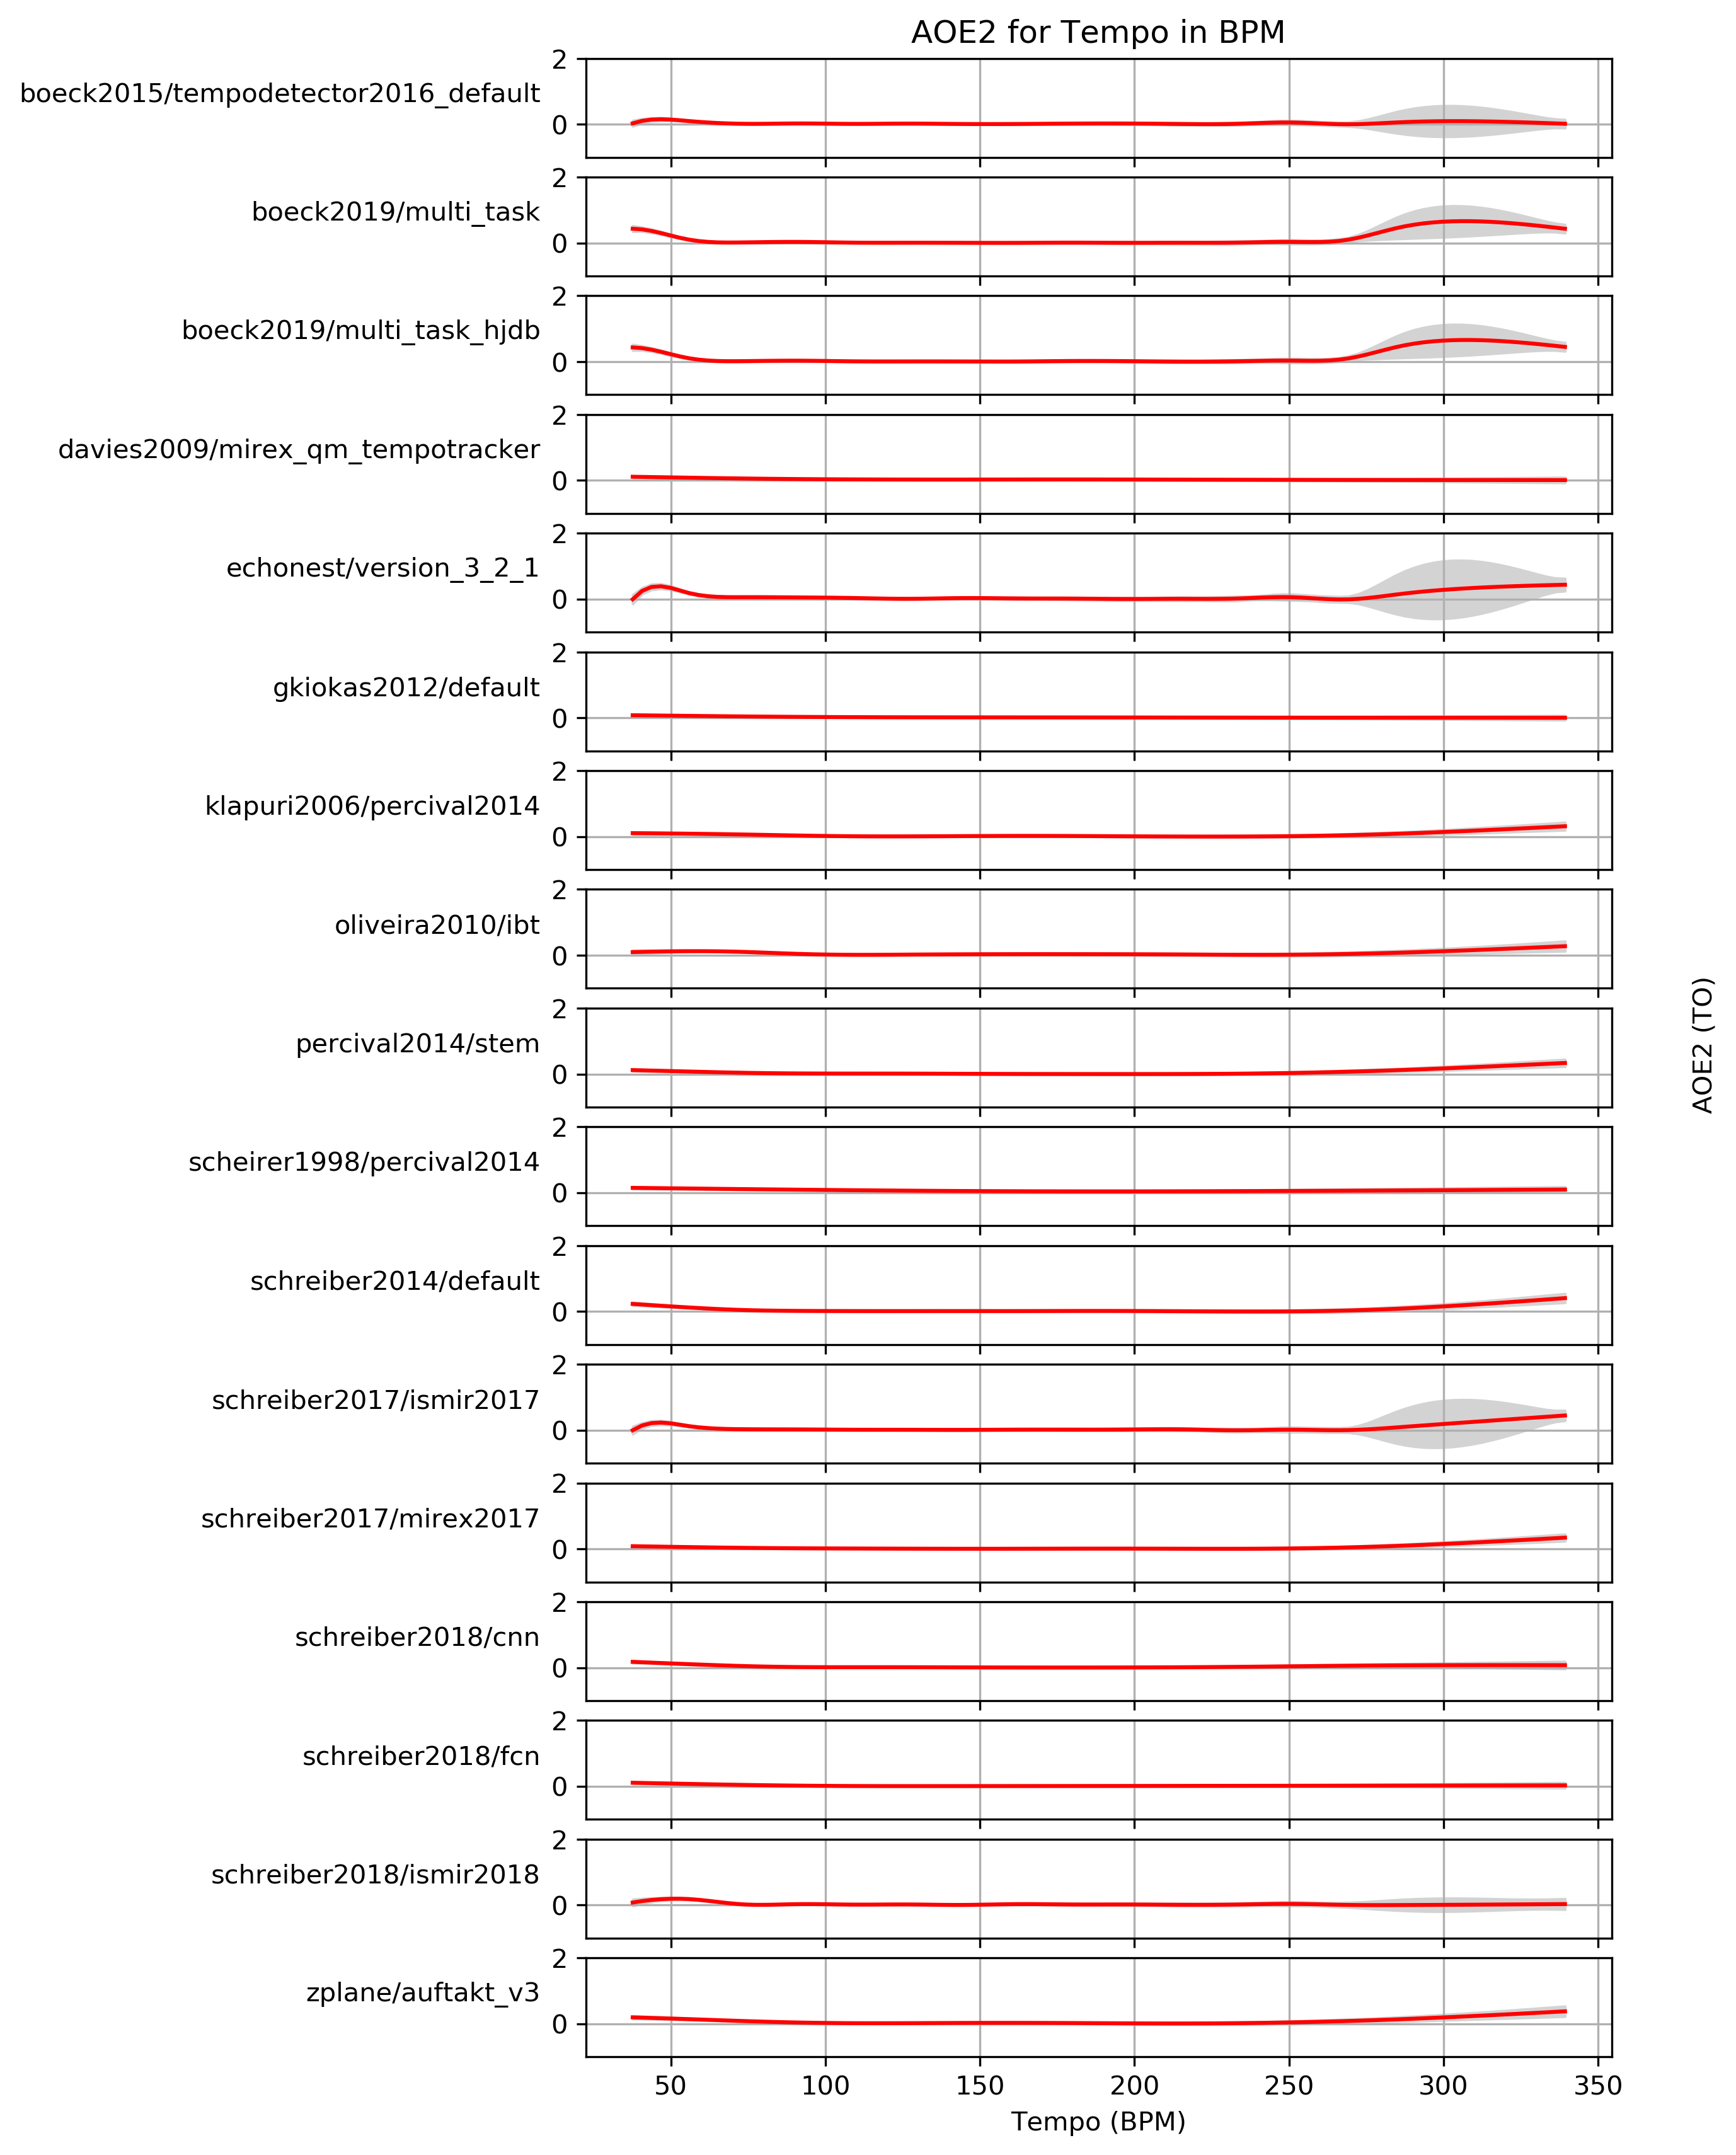 AOE2 for Tempo in BPM
2
boeck2015/tempodetector2016_default
0
2
boeck2019/multi_task
0
2
boeck2019/multi_task_hjdb
0
2
davies2009/mirex_qm_tempotracker
0
2
echonest/version_3_2_1
0
2
gkiokas2012/default
0
2
klapuri2006/percival2014
0
2
oliveira2010/ibt
0
2
percival2014/stem
0
AOE2 (TO)
2
scheirer1998/percival2014
0
2
schreiber2014/default
0
2
schreiber2017/ismir2017
0
2
schreiber2017/mirex2017
0
2
schreiber2018/cnn
0
2
schreiber2018/fcn
0
2
schreiber2018/ismir2018
0
2
zplane/auftakt_v3
0
50 100 150 200 250 300 350
Tempo (BPM)